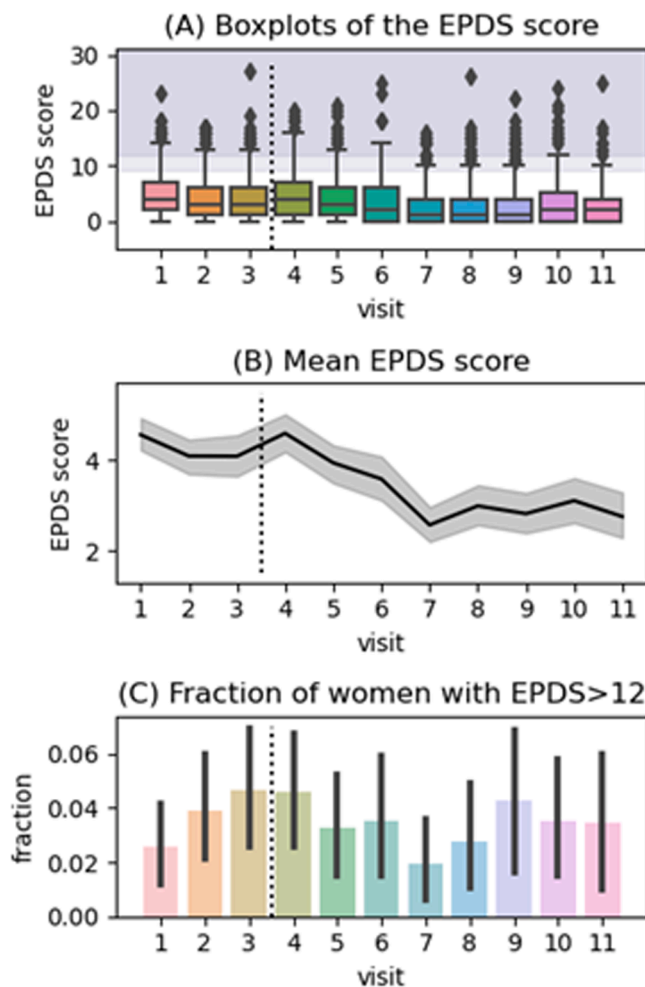 (A) Boxplots of the EPDS score
EPDS score
30
20
10
0
1 2 3 4 5 6 7 8 9 10 11
visit
(B) Mean EPDS score
EPDS score
4
2
1 2 3 4 5 6 7 8 9 10 11
visit
(C) Fraction of women with EPDS>12
fraction
0.06
0.04
0.02
0.00
1 2 3 4 5 6 7 8 9 10 11
visit